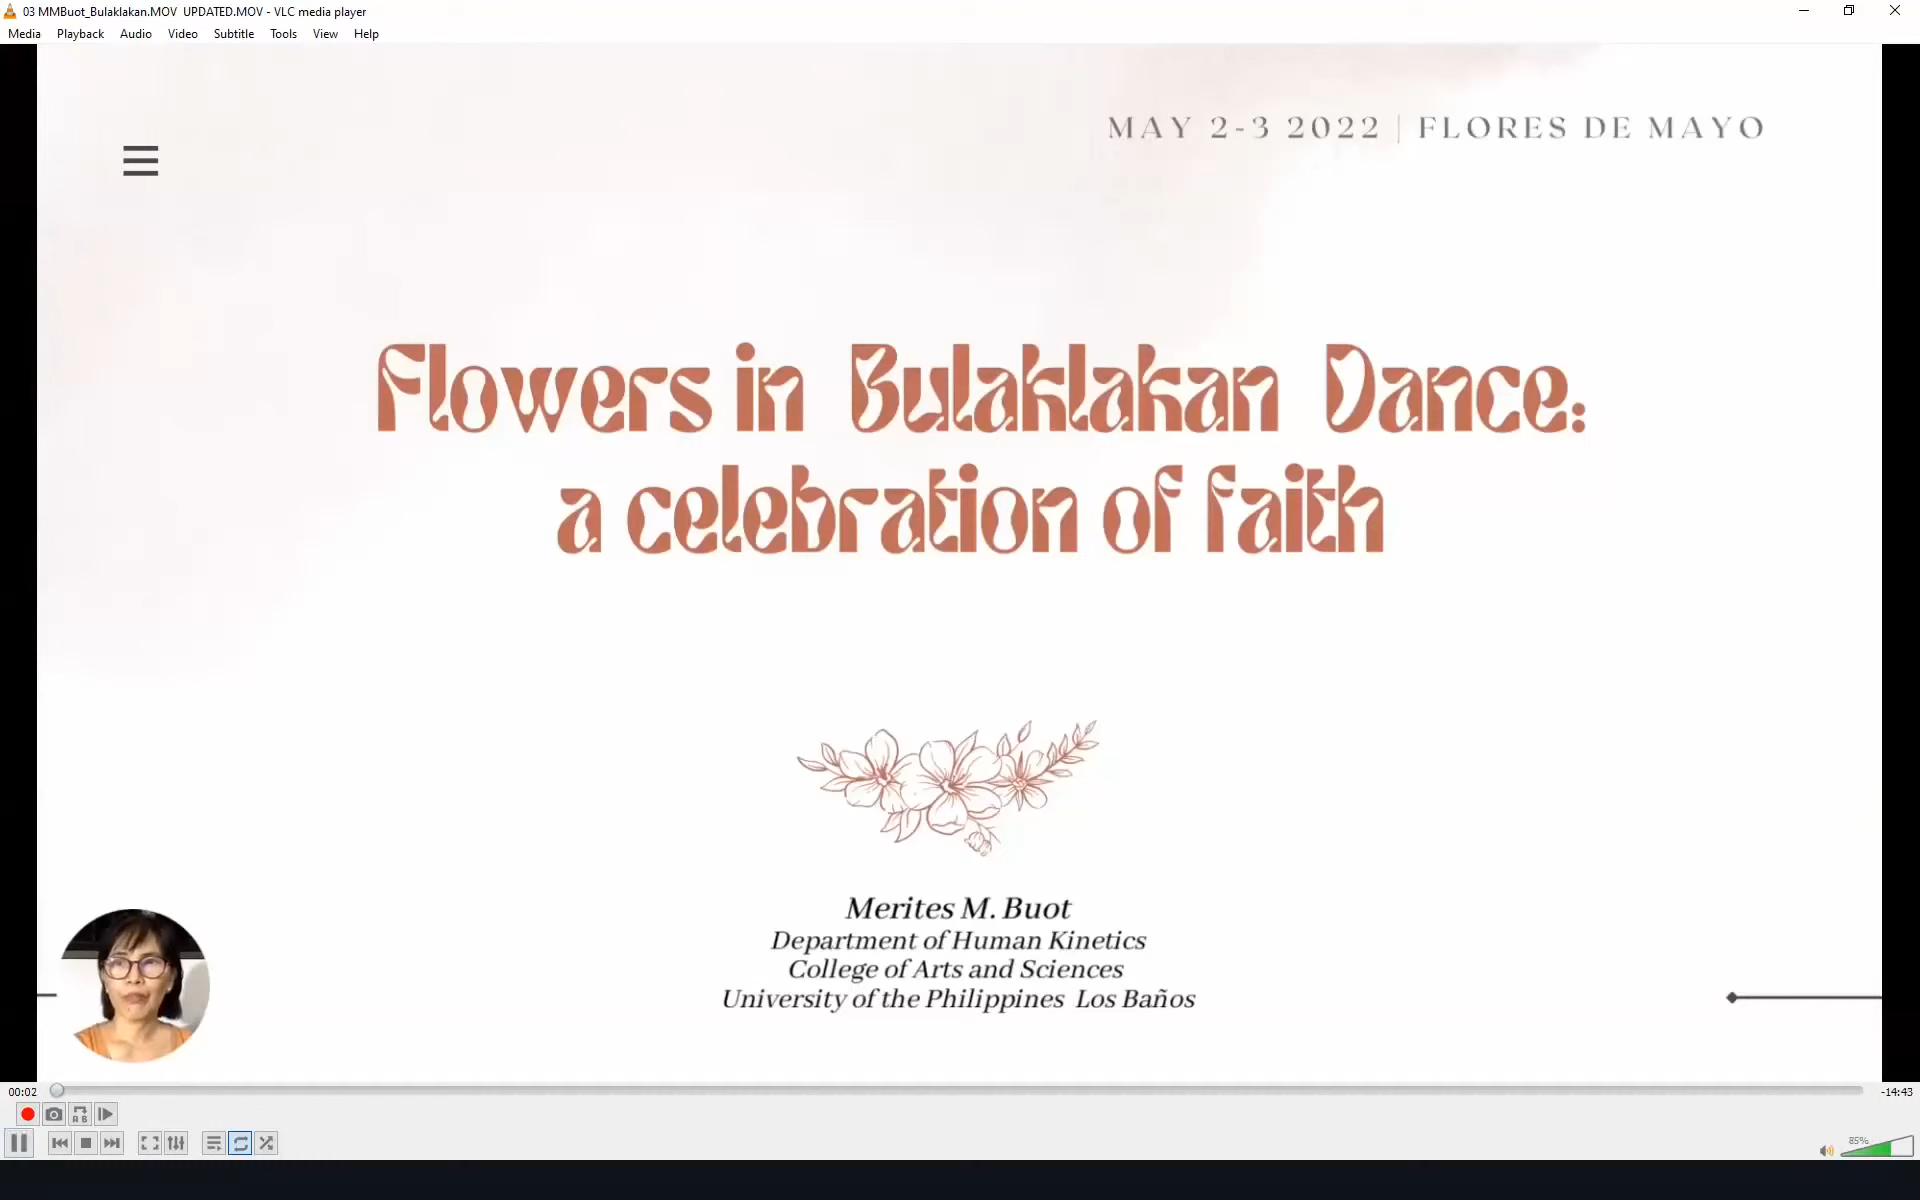 03 MMBuot_Bulaklakan.MOV  UPDATED.MOV - VLC media player
Media Playback Audio Video Subtitle Tools View Help
MAY 2-3 2022 | FLORES DE MAYO
Flowers in Bulaklakan Dance:
a celebration of faith
Merites M. Buot
Department of Human Kinetics
College of Arts and Sciences
University of the Philippines Los Baños
00:02
-14:43
A B
85%